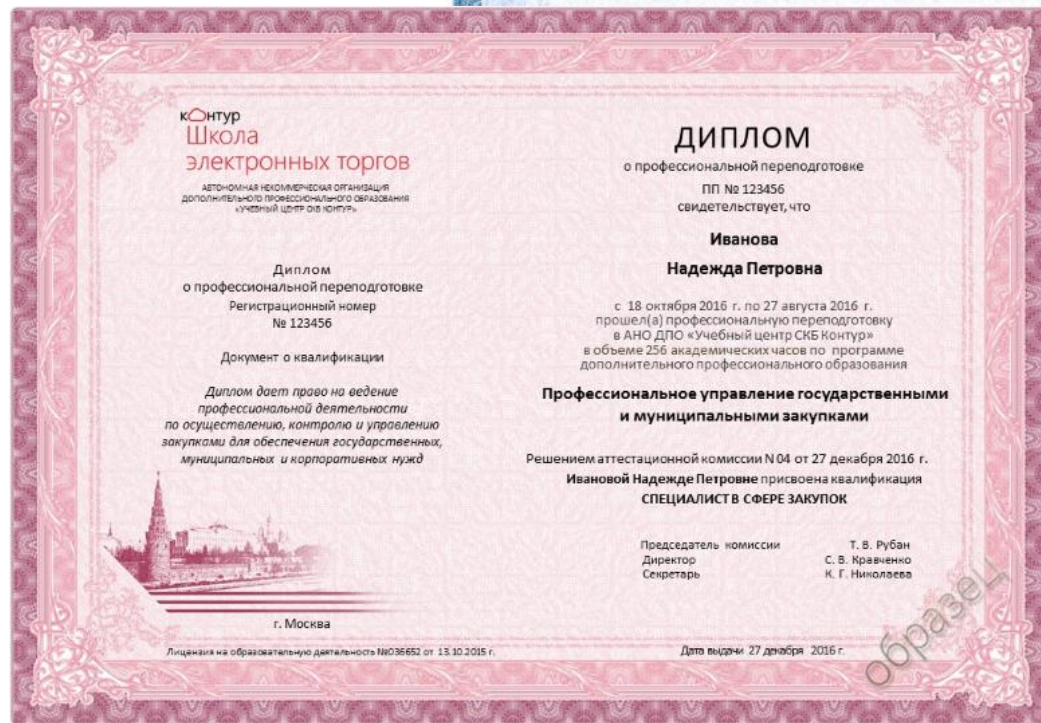 контур
Школа
электронных торгов
АВТОНОМНАЯ НЕКОММЕРЧЕСКАЯ ОРГАНИЗАЦИЯ
ДОПОЛНИТЕЛЬНОГО ПРОФЕССИОНАЛЬНОГО ОБРАЗОВАНИЯ
«УЧЕБНЫЙ ЦЕНТР СКБ КОНТУР»
Диплом
о профессиональной переподготовке
Регистрационный номер
№ 123456
Документ о квалификации
Диплом дает право на ведение
профессиональной деятельности
по осуществлению, контролю и управлению
закупками для обеспечения государственных,
муниципальных и корпоративных нужд
г. Москва
Лицензия на образовательную деятельность №036652 от 13.10.2015 г.
ДИПЛОМ
о профессиональной переподготовке
ПП № 123456
свидетельствует, что
Иванова
Надежда Петровна
с 18 октября 2016 г. по 27 августа 2016 г.
прошел(а) профессиональную переподготовку
в АНО ДПО «Учебный центр СКБ Контур»
в объеме 256 академических часов по программе
дополнительного профессионального образования
Профессиональное управление государственными
и муниципальными закупками
Решением аттестационной комиссии N 04 от 27 декабря 2016 г.
Ивановой Надежде Петровне присвоена квалификация
СПЕЦИАЛИСТ В СФЕРЕ ЗАКУПОК
Председатель комиссии Т. В. Рубан
Директор С. В. Кравченко
Секретарь К. Г. Николаева
Дата выдачи 27 декабря 2016 г.
образец